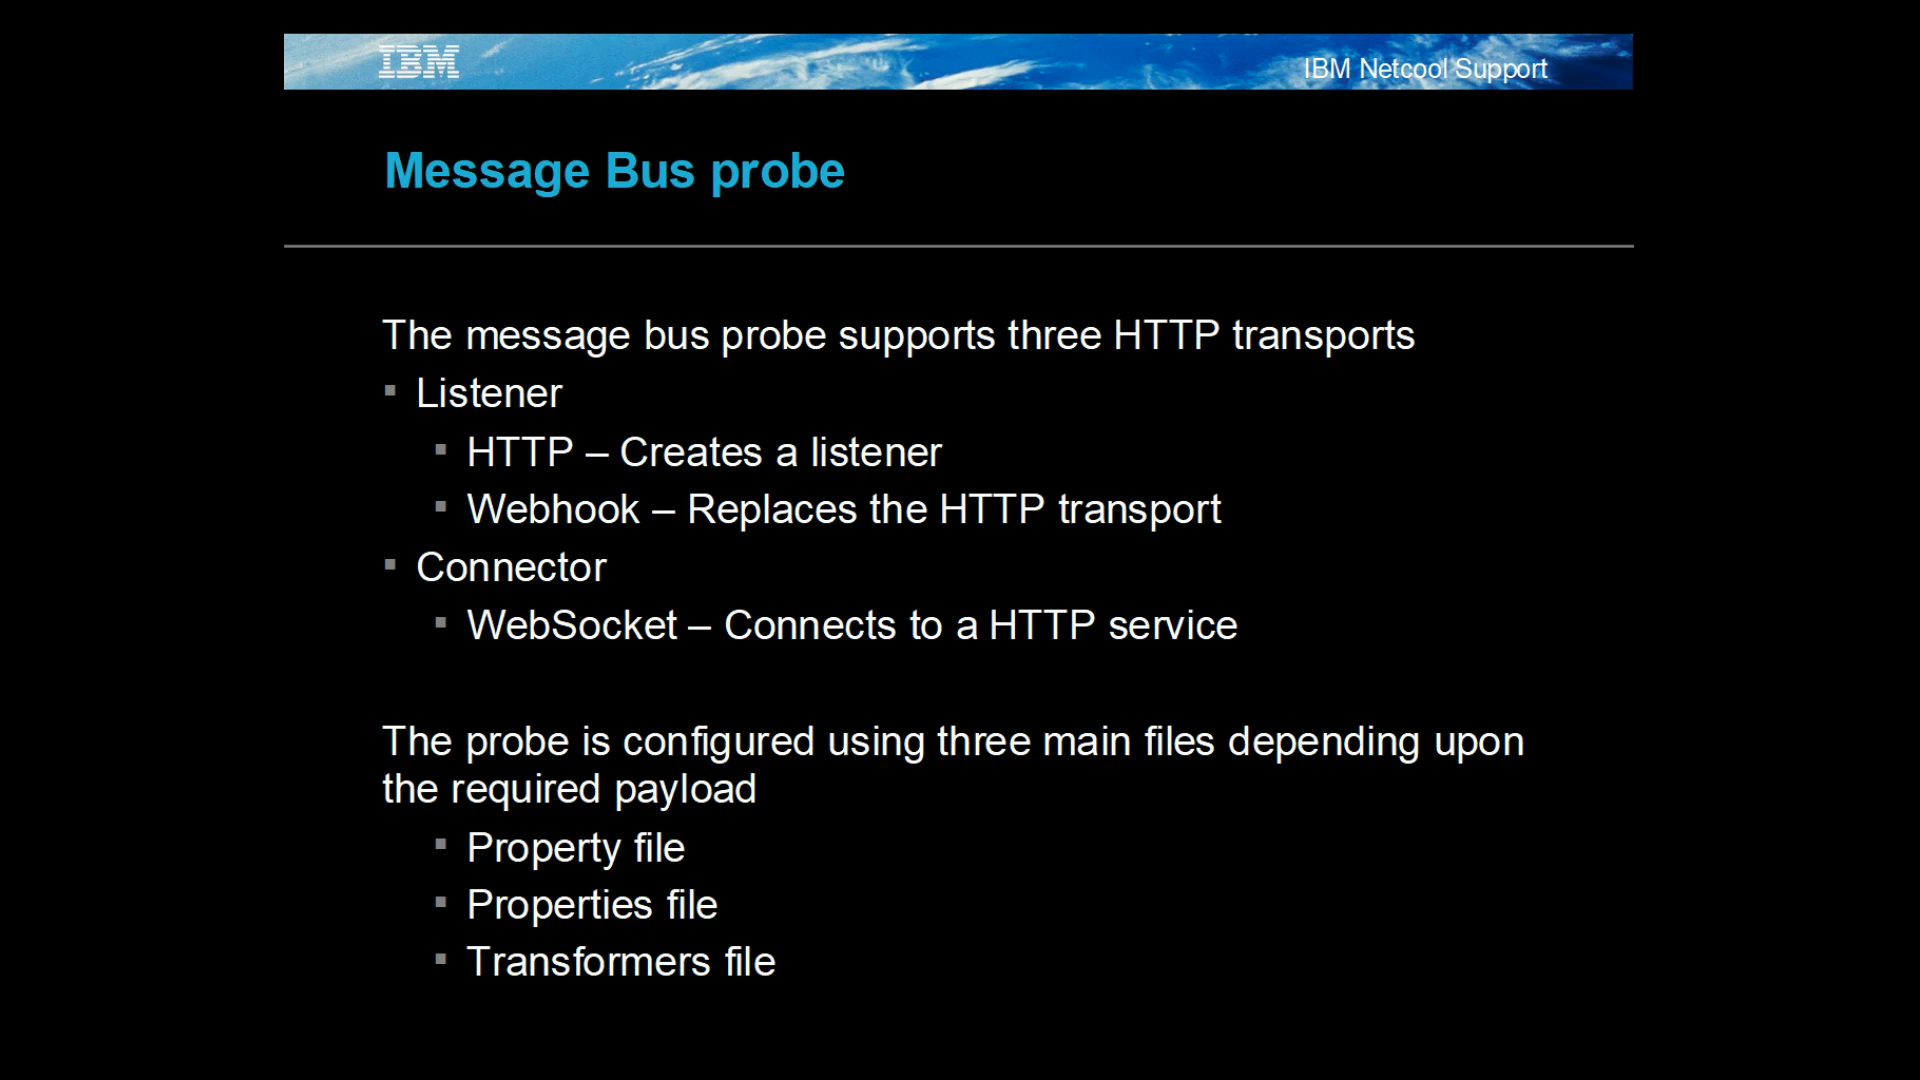 IBM
IBM Netcool Support
Message Bus probe
The message bus probe supports three HTTP transports
▪ Listener
▪ HTTP – Creates a listener
▪ Webhook – Replaces the HTTP transport
▪ Connector
▪ WebSocket – Connects to a HTTP service
The probe is configured using three main files depending upon
the required payload
▪ Property file
▪ Properties file
▪ Transformers file